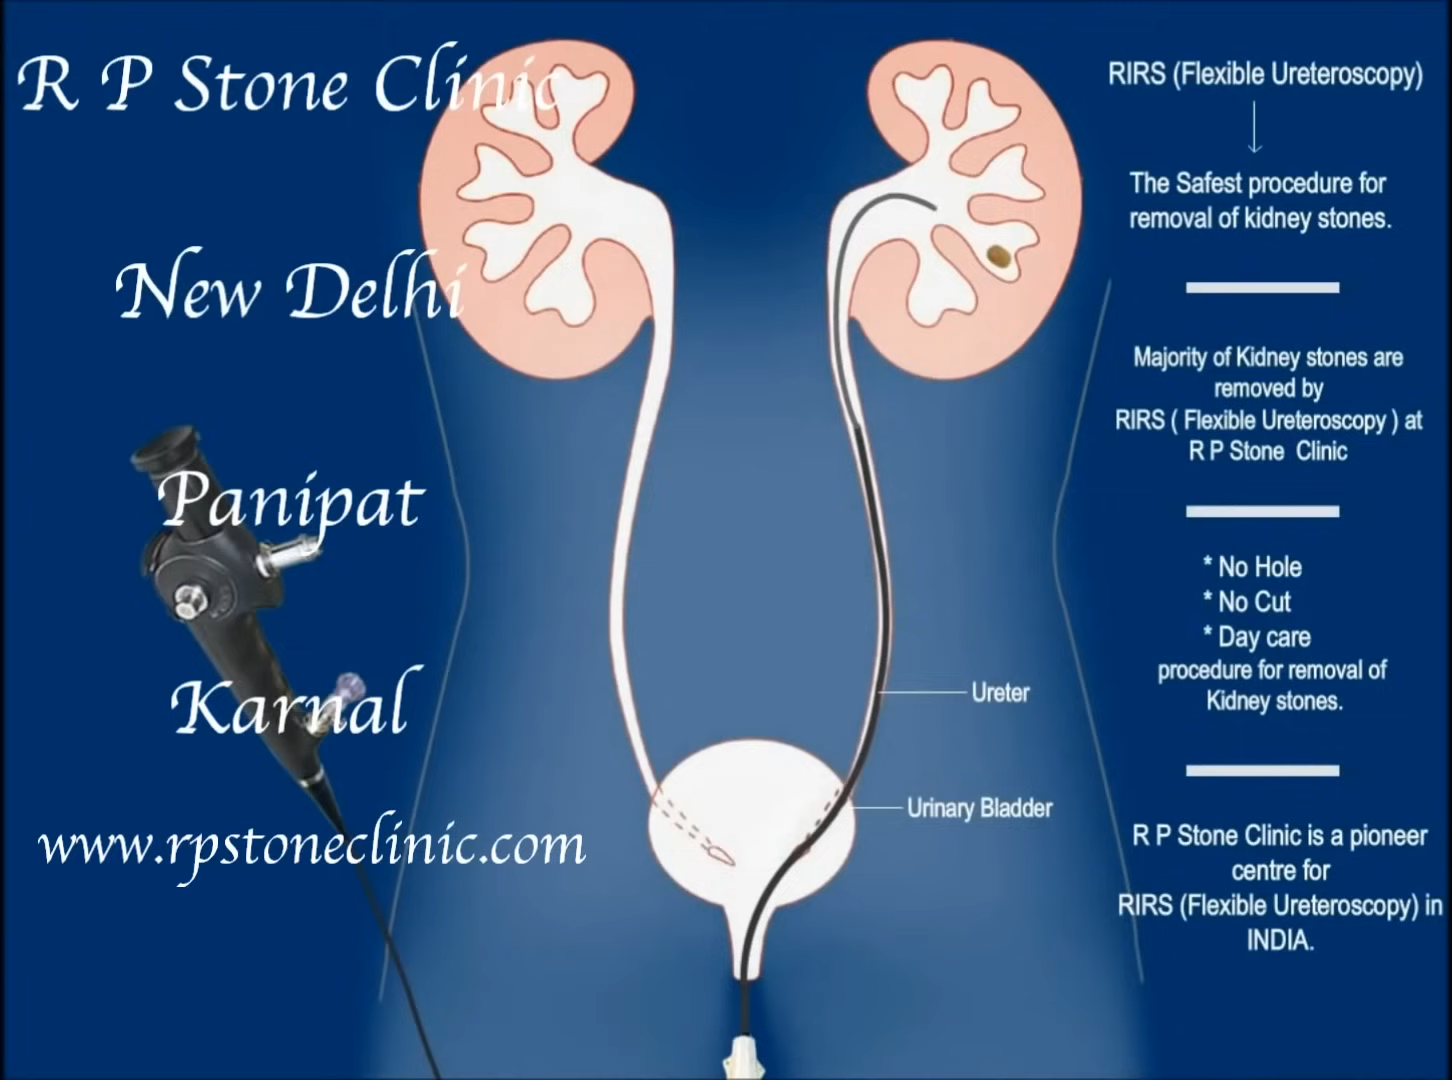 R P Stone Clinic
New Delhi
Panipat
Karnal
www.rpstoneclinic.com
RIRS (Flexible Ureteroscopy)
The Safest procedure for
removal of kidney stones.
Majority of Kidney stones are
removed by
RIRS ( Flexible Ureteroscopy ) at
R P Stone Clinic
* No Hole
* No Cut
* Day care
procedure for removal of
Kidney stones.
R P Stone Clinic is a pioneer
centre for
RIRS (Flexible Ureteroscopy) in
INDIA.
Ureter
Urinary Bladder